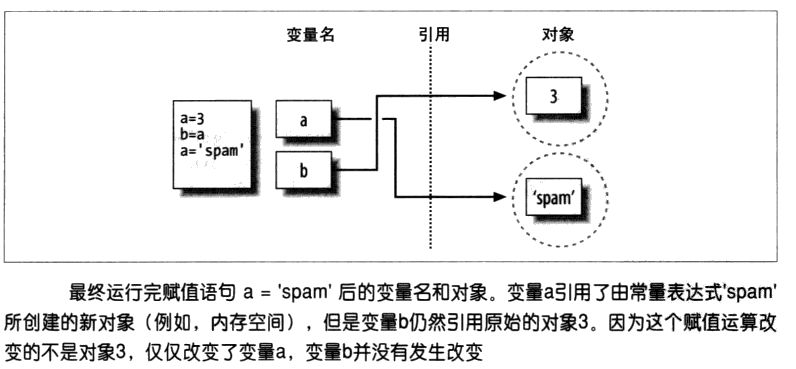 变量名 引用 对象
a=3
b=a
a='spam'
a
b
3
'spam'
最终运行完赋值语句 a = 'spam' 后的变量名和对象。变量a引用了由常量表达式'spam'
所创建的新对象（例如，内存空间），但是变量b仍然引用原始的对象3。因为这个赋值运算改
变的不是对象3，仅仅改变了变量a，变量b并没有发生改变